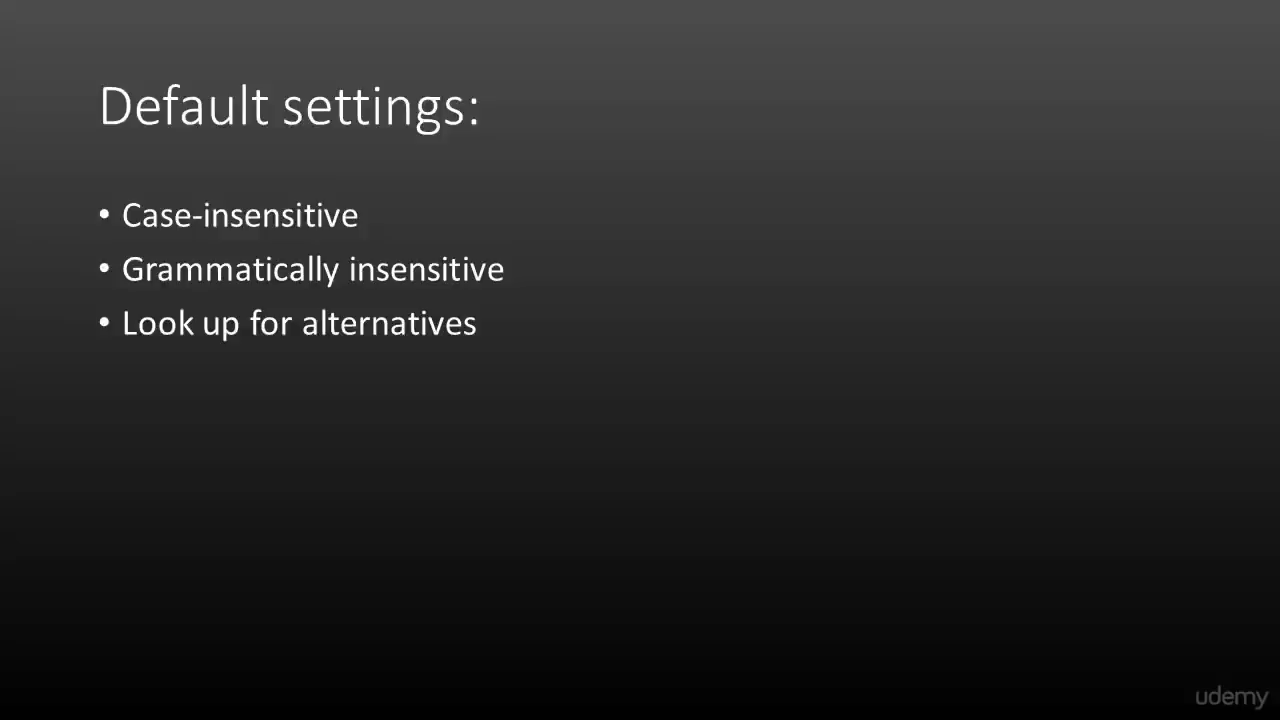 Default settings:
• Case-insensitive
• Grammatically insensitive
• Look up for alternatives
udemy